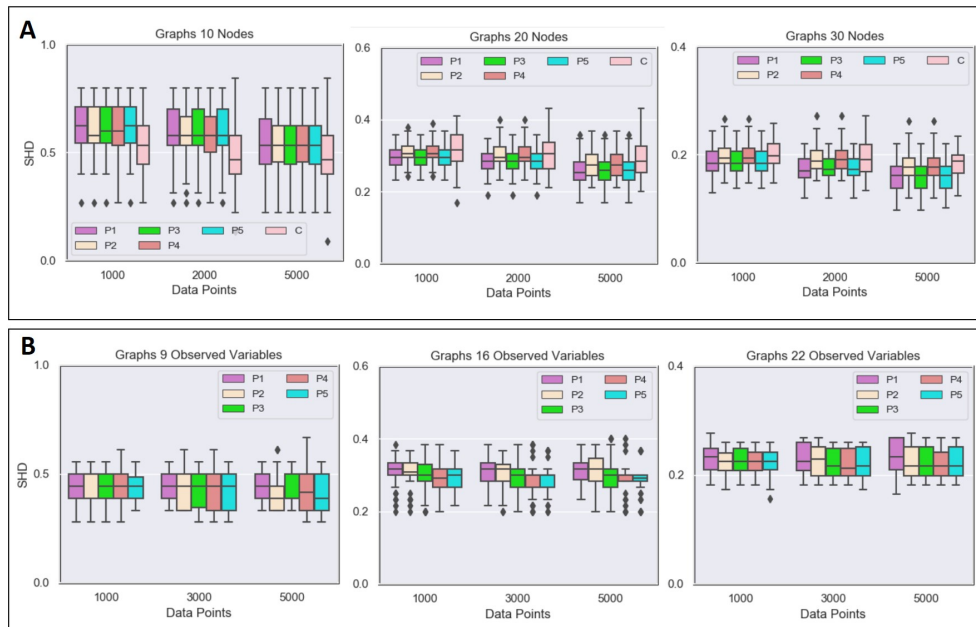 A
Graphs 10 Nodes
1.0
0.5
0.0
SHD
P1 P3 P5 C
P2 P4
1000 2000 5000
Data Points
Graphs 20 Nodes
0.6
0.4
0.2
0.0
P1 P3 P5 C
P2 P4
1000 2000 5000
Data Points
Graphs 30 Nodes
0.4
0.2
0.0
P1 P3 P5 C
P2 P4
1000 2000 5000
Data Points
B
Graphs 9 Observed Variables
1.0
0.5
0.0
SHD
P1 P4
P2 P5
P3
1000 3000 5000
Data Points
Graphs 16 Observed Variables
0.6
0.4
0.2
0.0
P1 P4
P2 P5
P3
1000 3000 5000
Data Points
Graphs 22 Observed Variables
0.4
0.2
0.0
P1 P4
P2 P5
P3
1000 3000 5000
Data Points